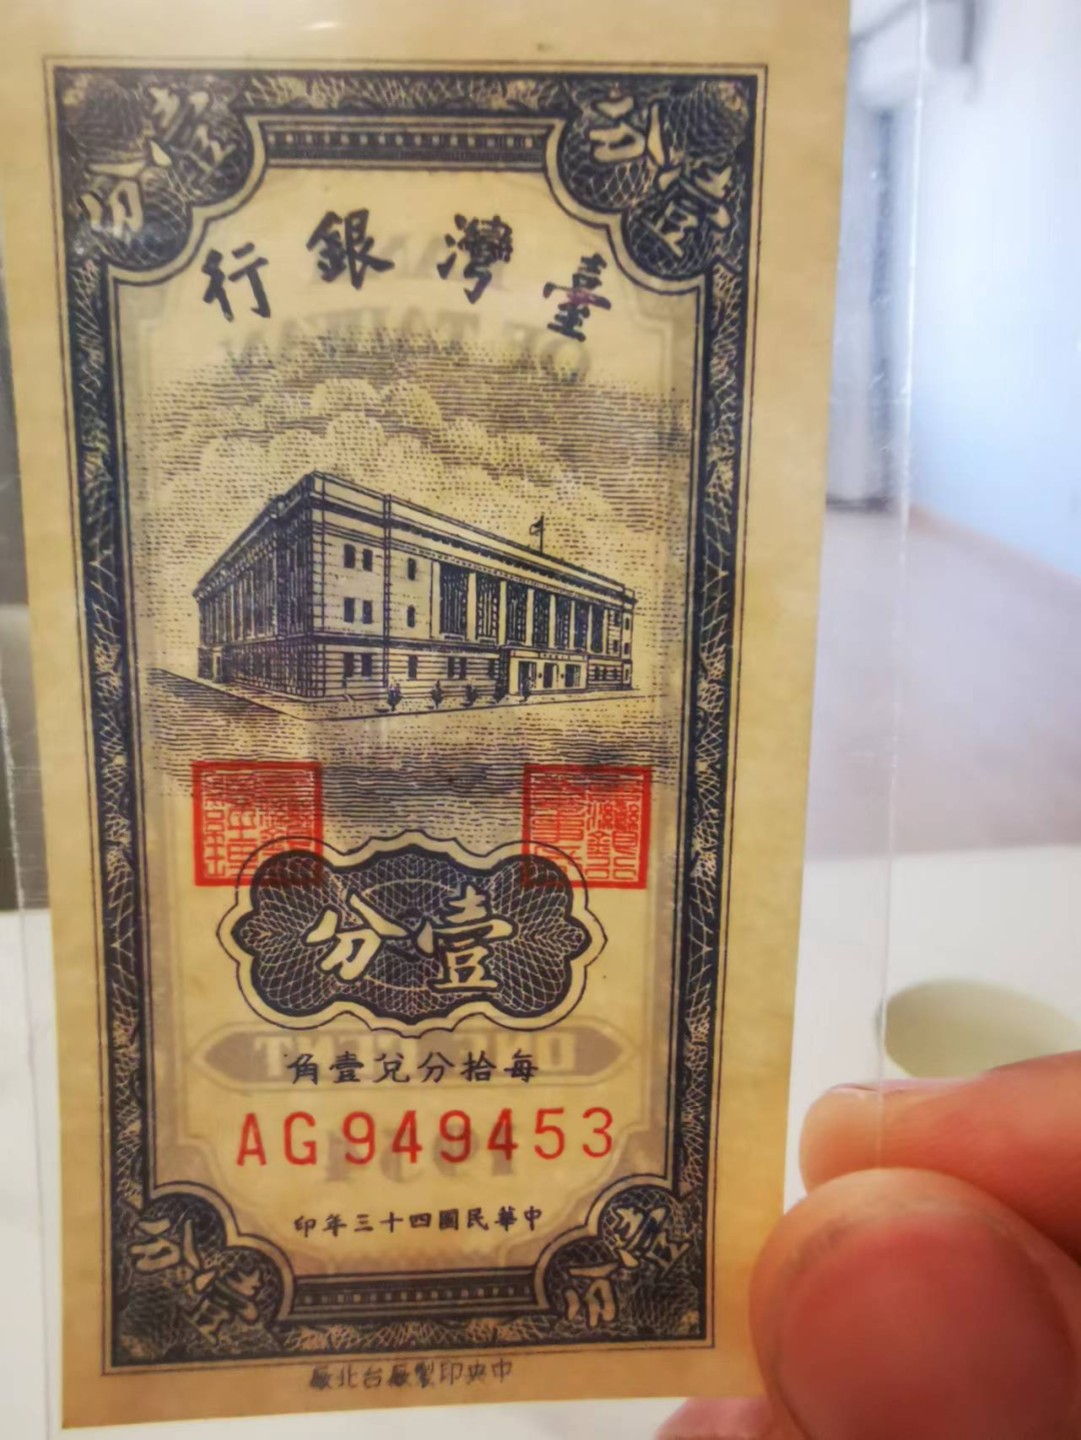 壹分
壹分
臺灣銀行
壹分
每拾分兌壹角
AG949453
中華民國四十三年印
壹分
壹分
中央印製廠台北廠